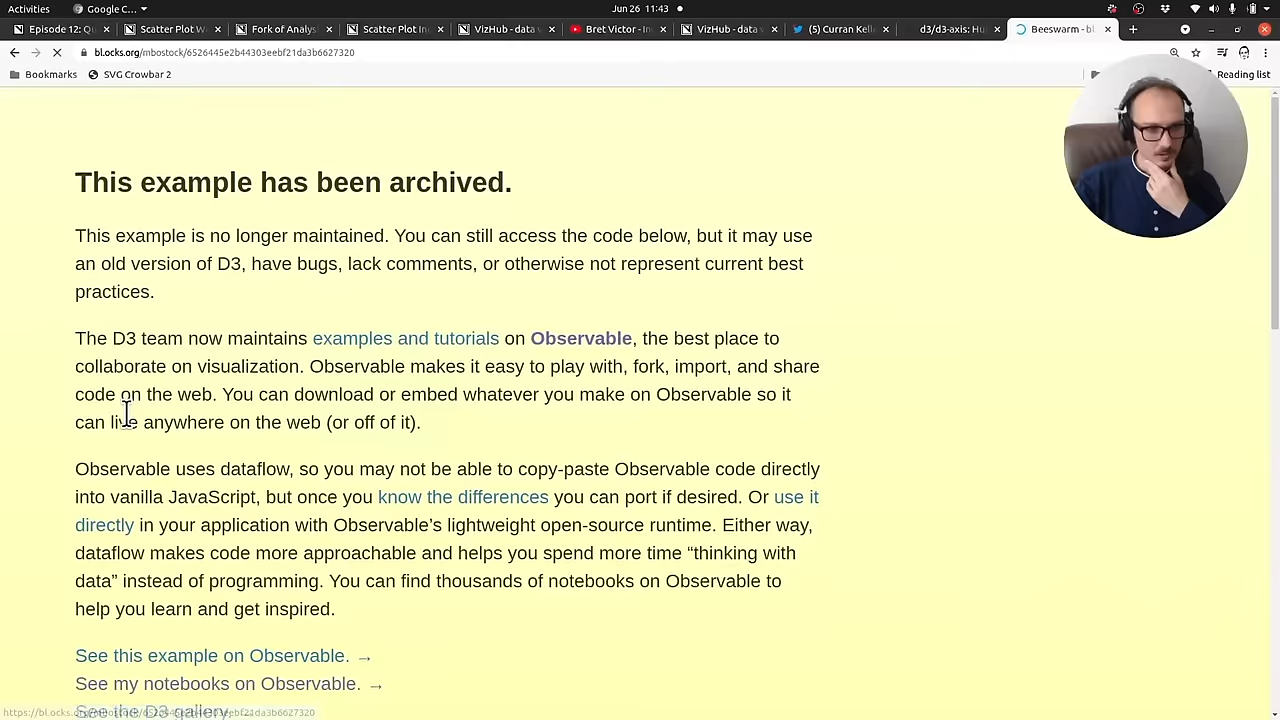 Activities
Google C...
Jun 26 11:43
Episode 12: Qu
Scatter Plot W
Fork of Analys
Scatter Plot In
VizHub - data v
Bret Victor - In
VizHub - data v
(5) Curran Kell
d3/d3-axis: Hu
Beeswarm - bl
bl.ocks.org/mbostock/6526445e2b44303eebf21da3b6627320
Bookmarks
SVG Crowbar 2
Reading list
This example has been archived.
This example is no longer maintained. You can still access the code below, but it may use
an old version of D3, have bugs, lack comments, or otherwise not represent current best
practices.
The D3 team now maintains examples and tutorials on Observable, the best place to
collaborate on visualization. Observable makes it easy to play with, fork, import, and share
code on the web. You can download or embed whatever you make on Observable so it
can live anywhere on the web (or off of it).
Observable uses dataflow, so you may not be able to copy-paste Observable code directly
into vanilla JavaScript, but once you know the differences you can port if desired. Or use it
directly in your application with Observable’s lightweight open-source runtime. Either way,
dataflow makes code more approachable and helps you spend more time “thinking with
data” instead of programming. You can find thousands of notebooks on Observable to
help you learn and get inspired.
See this example on Observable. →
See my notebooks on Observable. →
See the D3 gallery.
https://bl.ocks.org/mbostock/6526445e2b44303eebf21da3b6627320